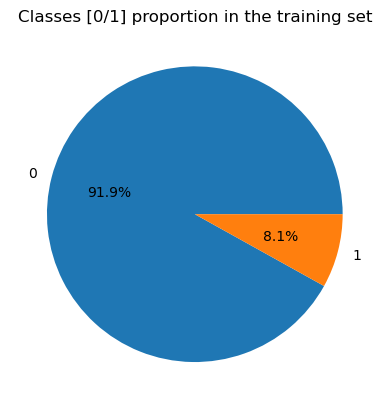 Classes [0/1] proportion in the training set
0
91.9%
8.1%
1